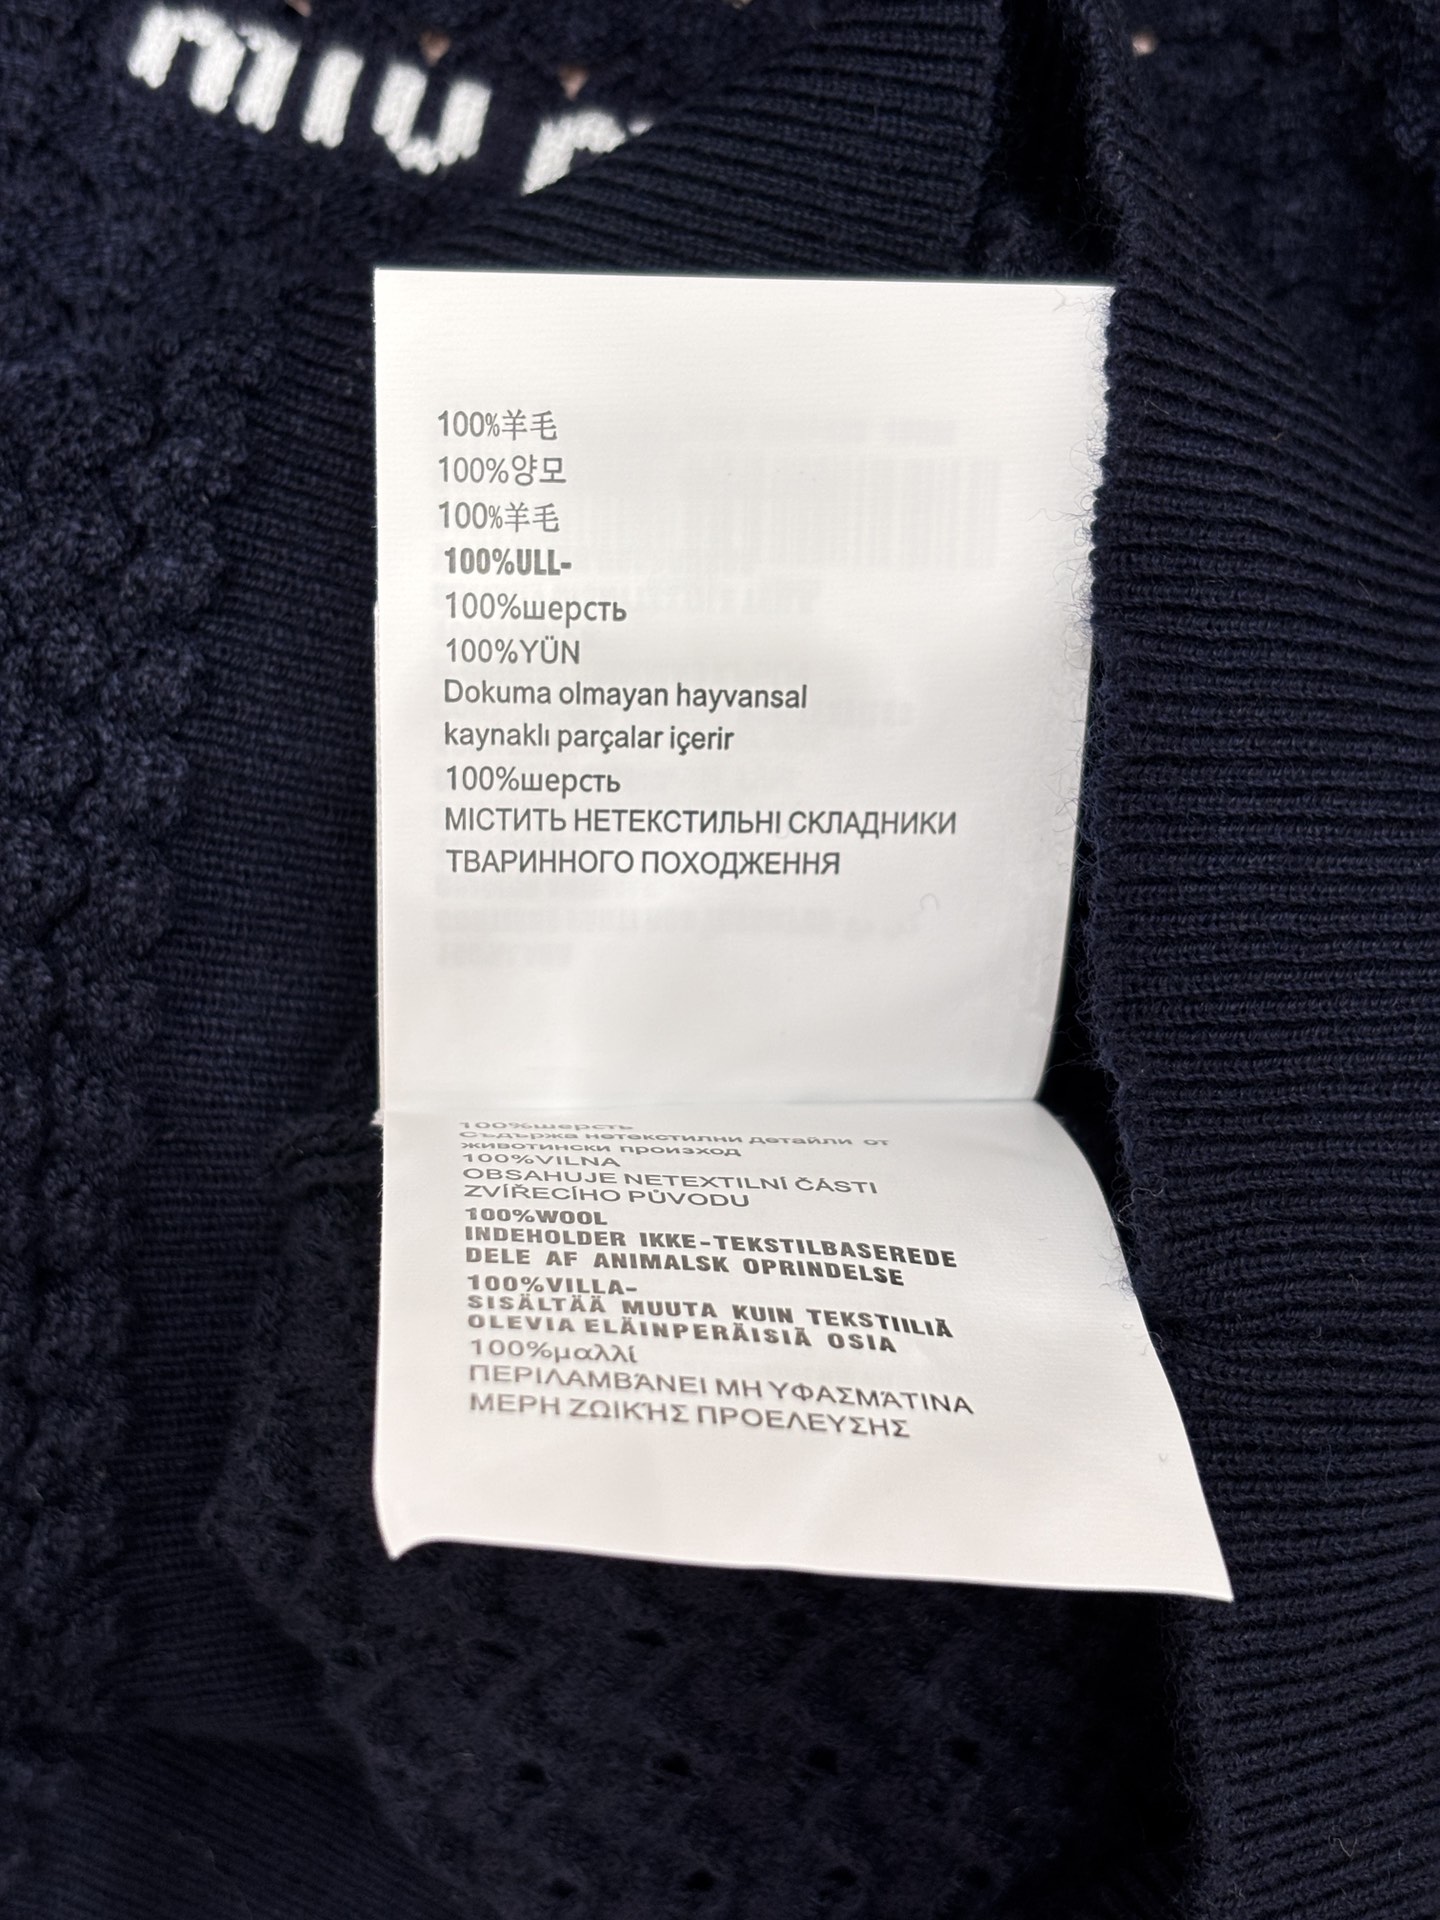 miu
100%羊毛
100%양모
100%羊毛
100%ULL-
100%шерсть
100%YÜN
Dokuma olmayan hayvansal
kaynaklı parçalar içerir
100%шерсть
МІСТИТЬ НЕТЕКСТИЛЬНІ СКЛАДНИКИ
ТВАРИННОГО ПОХОДЖЕННЯ
100%шерсть
Съдържа нетекстилни детайли от
животински произход
100%VILNA
OBSAHUJE NETEXTILNÍ ČÁSTI
ZVÍŘECÍHO PŮVODU
100%WOOL
INDEHOLDER IKKE-TEKSTILBASEREDE
DELE AF ANIMALSK OPRINDELSE
100%VILLA-
SISÄLTÄÄ MUUTA KUIN TEKSTIILIÄ
OLEVIA ELÄINPERÄISIÄ OSIA
100%μαλλί
ΠΕΡΙΛΑΜΒΆΝΕΙ ΜΗ ΥΦΑΣΜΆΤΙΝΑ
ΜΕΡΗ ΖΩΙΚΉΣ ΠΡΟΕΛΕΥΣΗΣ